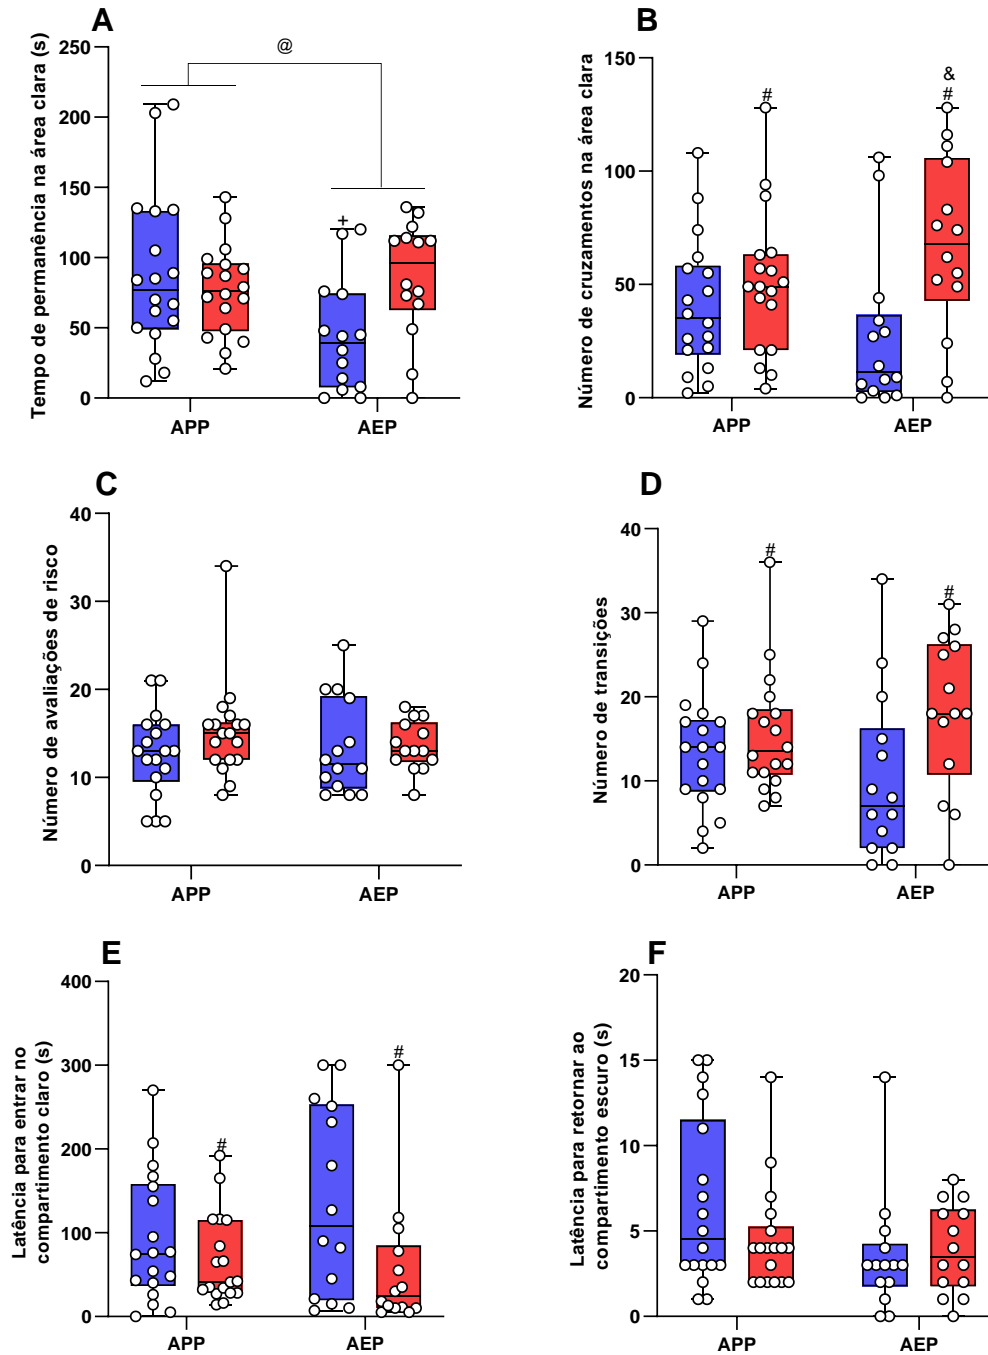 A
Tempo de permanência na área clara (s)
250
200
150
100
50
0
@
+
APP
AEP
B
Número de cruzamentos na área clara
150
100
50
0
#
&
#
APP
AEP
C
Número de avaliações de risco
40
30
20
10
0
APP
AEP
D
Número de transições
40
30
20
10
0
#
#
APP
AEP
E
Latência para entrar no
compartimento claro (s)
400
300
200
100
0
#
#
APP
AEP
F
Latência para retornar ao
compartimento escuro (s)
20
15
10
5
0
APP
AEP